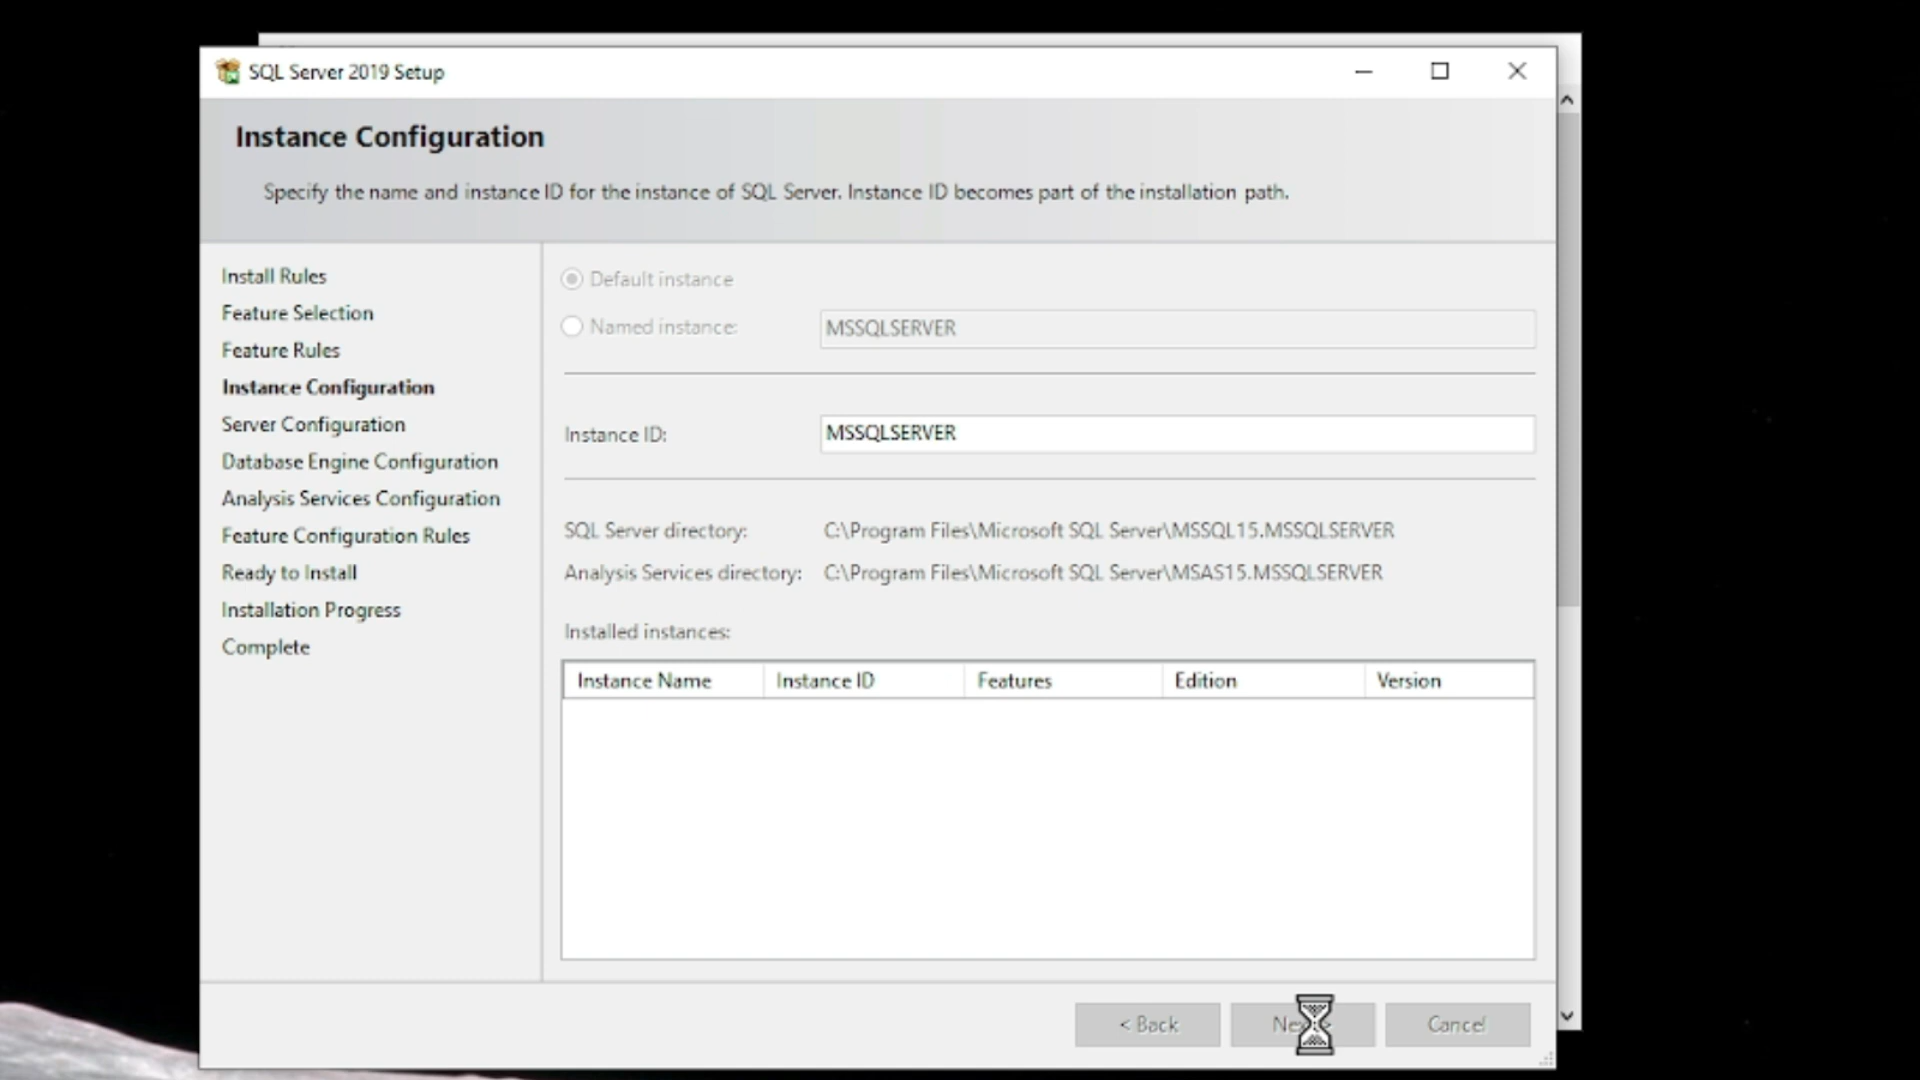 SQL Server 2019 Setup
Instance Configuration
Specify the name and instance ID for the instance of SQL Server. Instance ID becomes part of the installation path.
Install Rules
Feature Selection
Feature Rules
Instance Configuration
Server Configuration
Database Engine Configuration
Analysis Services Configuration
Feature Configuration Rules
Ready to Install
Installation Progress
Complete
Default instance
Named instance: MSSQLSERVER
Instance ID: MSSQLSERVER
SQL Server directory: C:\Program Files\Microsoft SQL Server\MSSQL15.MSSQLSERVER
Analysis Services directory: C:\Program Files\Microsoft SQL Server\MSAS15.MSSQLSERVER
Installed instances:
Instance Name Instance ID Features Edition Version
< Back Next > Cancel